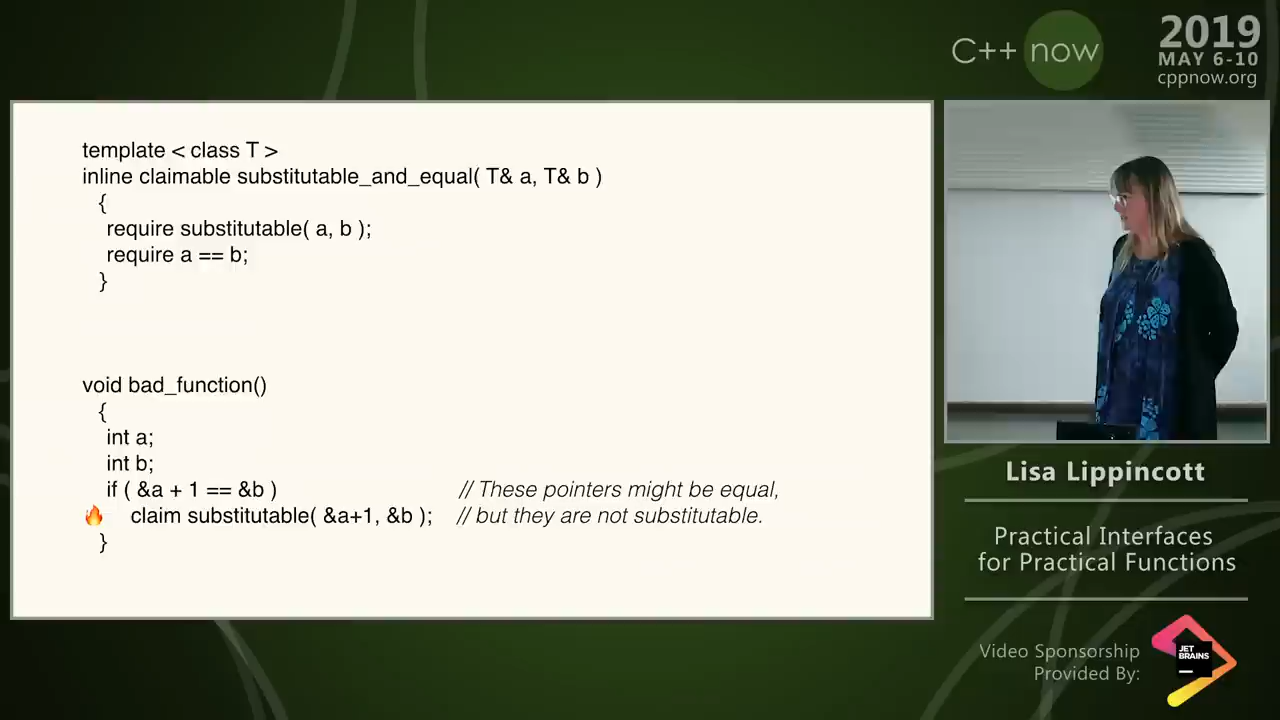 C++ now
2019
MAY 6-10
cppnow.org
template < class T >
inline claimable substitutable_and_equal( T& a, T& b )
{
require substitutable( a, b );
require a == b;
}
void bad_function()
{
int a;
int b;
if ( &a + 1 == &b ) // These pointers might be equal,
🔥 claim substitutable( &a+1, &b ); // but they are not substitutable.
}
Lisa Lippincott
Practical Interfaces
for Practical Functions
Video Sponsorship
Provided By:
JET
BRAINS